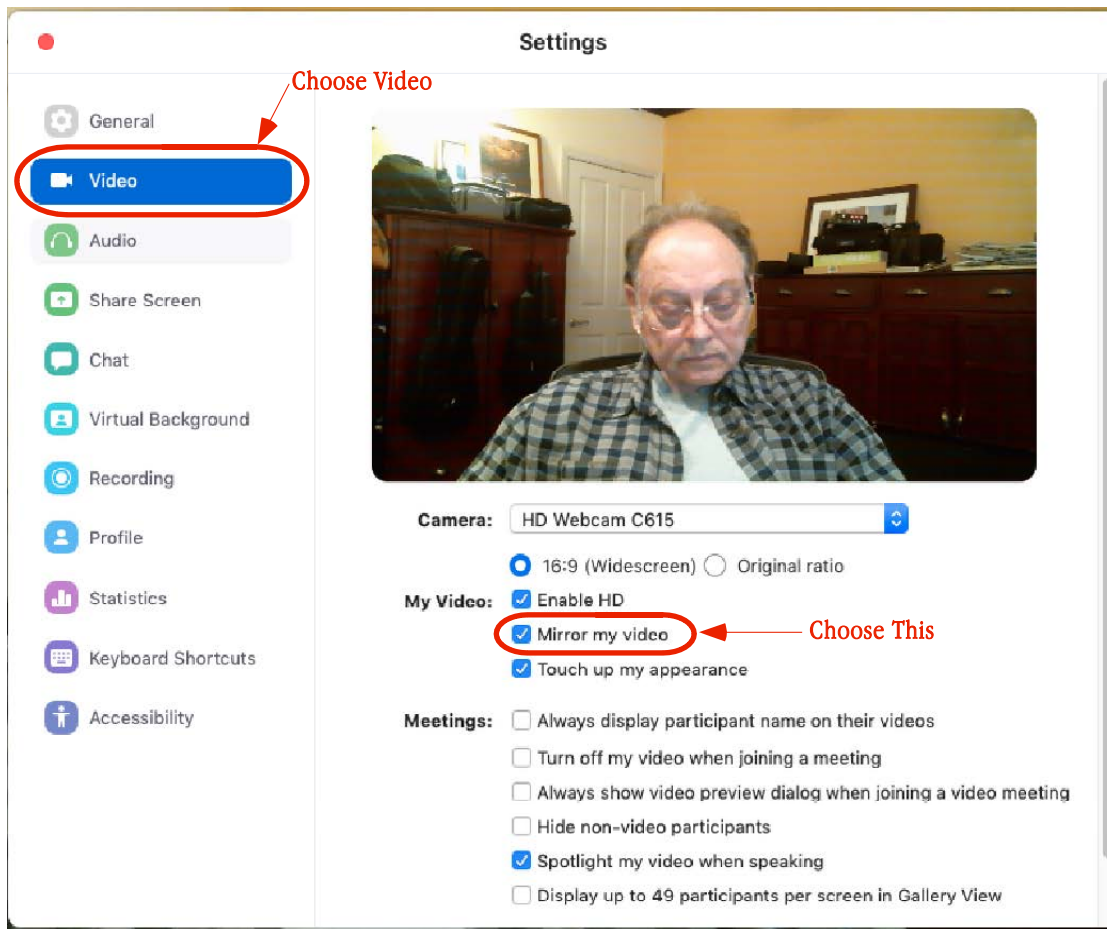 Settings
Choose Video
General
Video
Audio
Share Screen
Chat
Virtual Background
Recording
Profile
Statistics
Keyboard Shortcuts
Accessibility
Camera: HD Webcam C615
16:9 (Widescreen) Original ratio
My Video: Enable HD
Mirror my video Choose This
Touch up my appearance
Meetings: Always display participant name on their videos
Turn off my video when joining a meeting
Always show video preview dialog when joining a video meeting
Hide non-video participants
Spotlight my video when speaking
Display up to 49 participants per screen in Gallery View